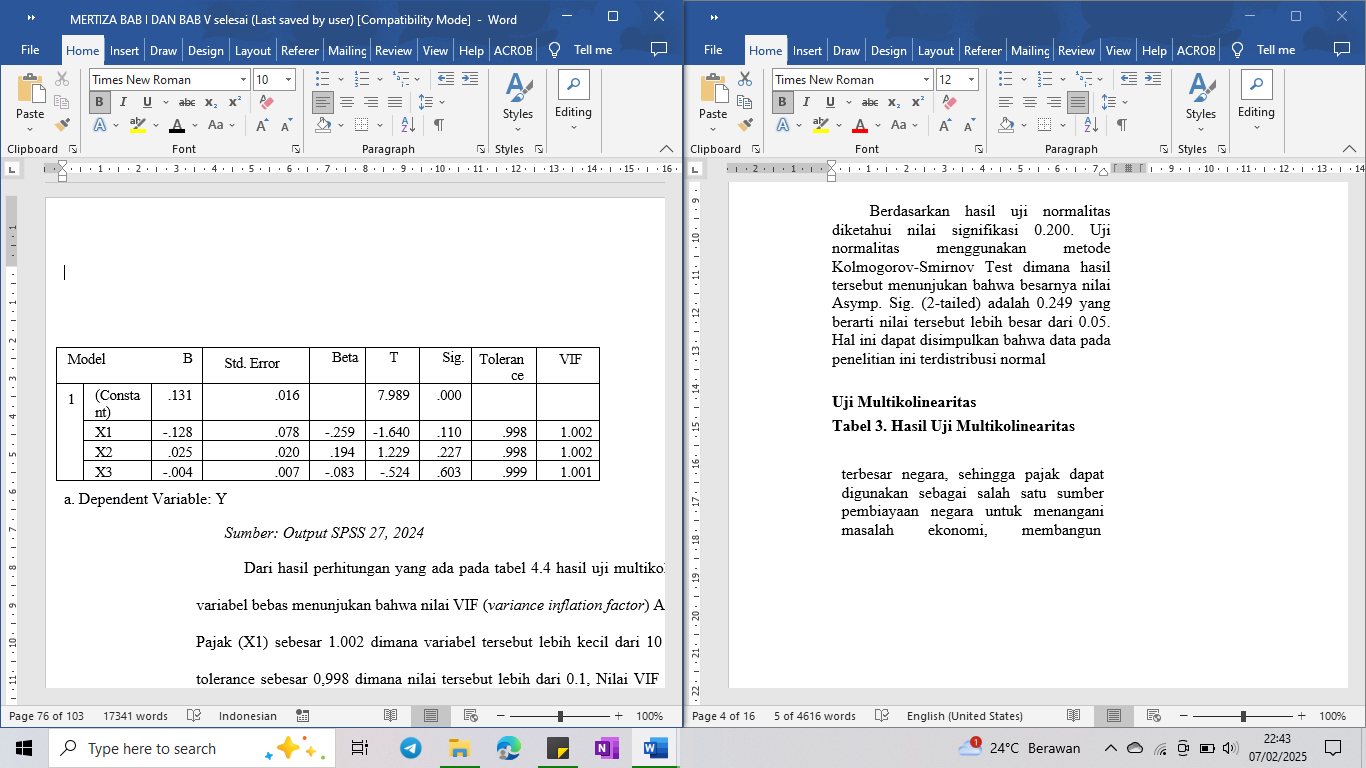 MERTIZA BAB I DAN BAB V selesai (Last saved by user) [Compatibility Mode] - Word
File Home Insert Draw Design Layout Referer Mailing Review View Help ACROB Tell me
Times New Roman 10
Paste
B I U abc x₂ x²
A Aa A A
Styles
Editing
Clipboard Font Paragraph Styles
Model B Std. Error Beta T Sig. Toleran
ce VIF
1 (Consta
nt) .131 .016 7.989 .000
X1 -.128 .078 -.259 -1.640 .110 .998 1.002
X2 .025 .020 .194 1.229 .227 .998 1.002
X3 -.004 .007 -.083 -.524 .603 .999 1.001
a. Dependent Variable: Y
Sumber: Output SPSS 27, 2024
Dari hasil perhitungan yang ada pada tabel 4.4 hasil uji multikol
variabel bebas menunjukan bahwa nilai VIF (variance inflation factor) A
Pajak (X1) sebesar 1.002 dimana variabel tersebut lebih kecil dari 10
tolerance sebesar 0,998 dimana nilai tersebut lebih dari 0.1, Nilai VIF
Page 76 of 103 17341 words Indonesian 100%
File Home Insert Draw Design Layout Referer Mailing Review View Help ACROB Tell me
Times New Roman 12
Paste
B I U abc x₂ x²
A Aa A A
Styles
Editing
Clipboard Font Paragraph Styles
Berdasarkan hasil uji normalitas
diketahui nilai signifikasi 0.200. Uji
normalitas menggunakan metode
Kolmogorov-Smirnov Test dimana hasil
tersebut menunjukan bahwa besarnya nilai
Asymp. Sig. (2-tailed) adalah 0.249 yang
berarti nilai tersebut lebih besar dari 0.05.
Hal ini dapat disimpulkan bahwa data pada
penelitian ini terdistribusi normal
Uji Multikolinearitas
Tabel 3. Hasil Uji Multikolinearitas
terbesar negara, sehingga pajak dapat
digunakan sebagai salah satu sumber
pembiayaan negara untuk menangani
masalah ekonomi, membangun
Page 4 of 16 5 of 4616 words English (United States) 100%
Type here to search
1 24°C Berawan
22:43
07/02/2025